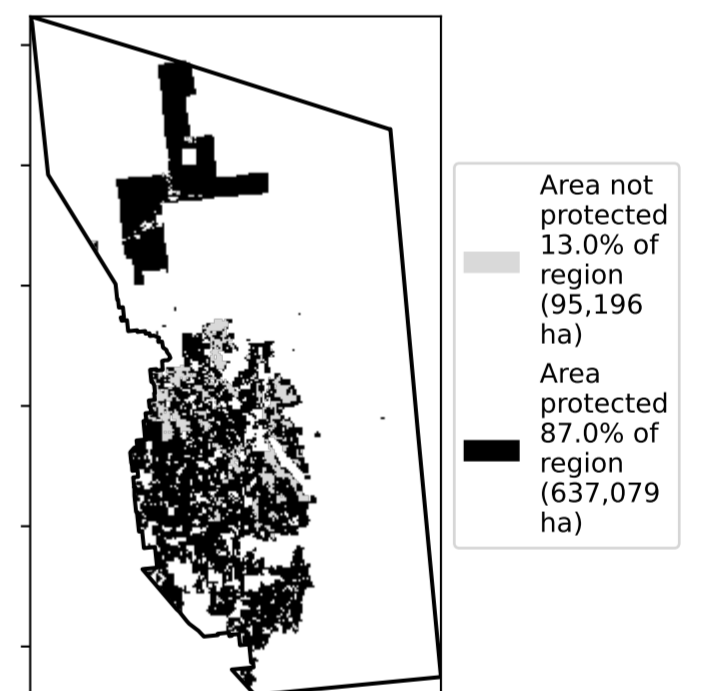 Area not
protected
13.0% of
region
(95,196
ha)
Area
protected
87.0% of
region
(637,079
ha)